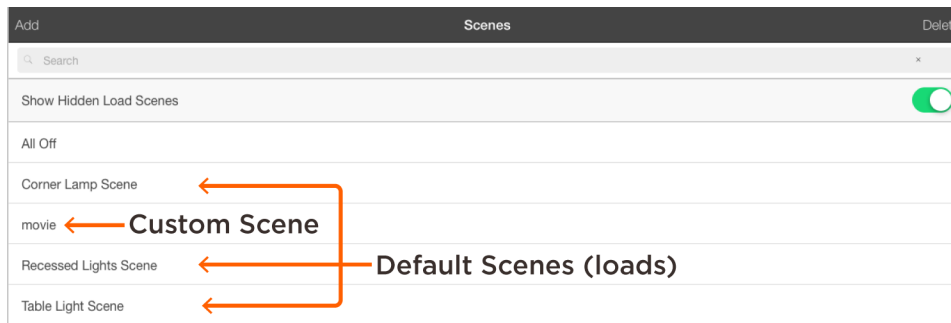 Add Scenes Delet
Search ×
Show Hidden Load Scenes
All Off
Corner Lamp Scene
movie Custom Scene
Recessed Lights Scene Default Scenes (loads)
Table Light Scene